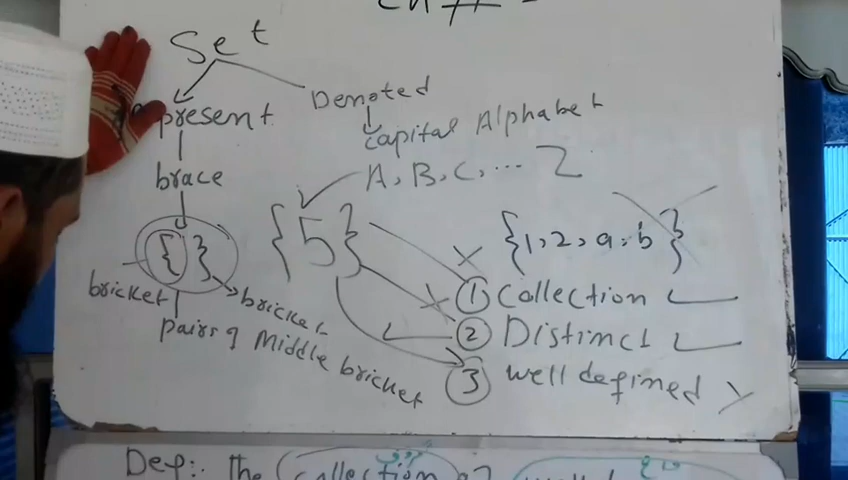 Set
present
Denoted
capital Alphabet
A, B, C, ... Z
brace
{ }
{5}
{1, 2, a, b}
bricket
bricket
pairs of Middle bricket
① Collection
② Distinct
③ well defined
Def:. the collection of